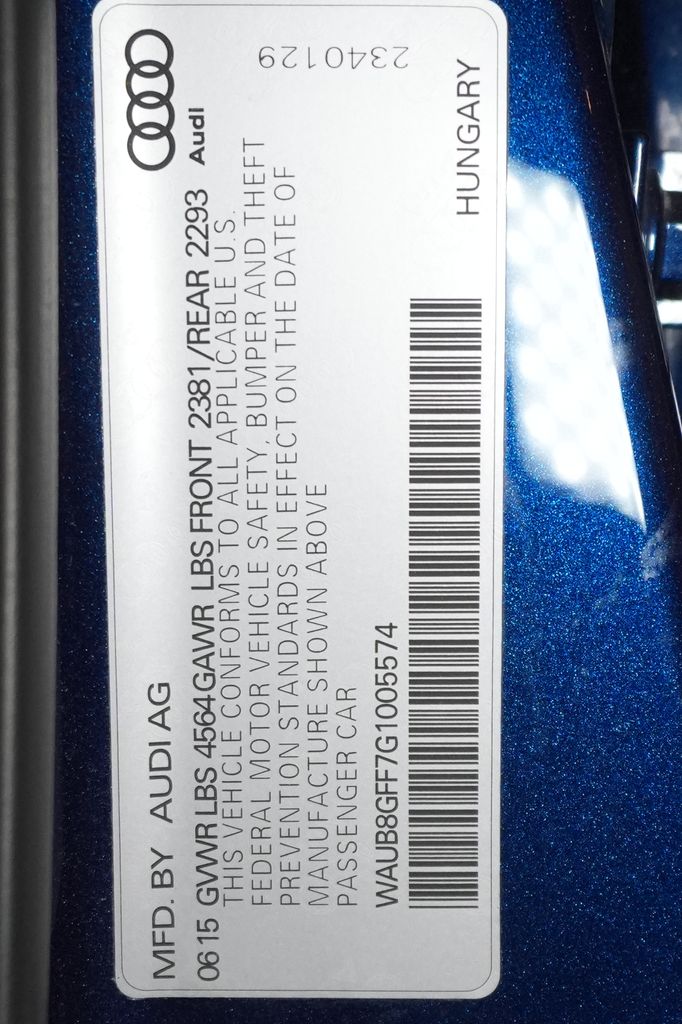 MFD. BY AUDI AG
Audi
06 15 GVWR LBS 4564 GAWR LBS FRONT 2381/REAR 2293
THIS VEHICLE CONFORMS TO ALL APPLICABLE U.S.
FEDERAL MOTOR VEHICLE SAFETY, BUMPER AND THEFT
PREVENTION STANDARDS IN EFFECT ON THE DATE OF
MANUFACTURE SHOWN ABOVE
PASSENGER CAR
2340129
WAUB8GFF7G1005574
HUNGARY